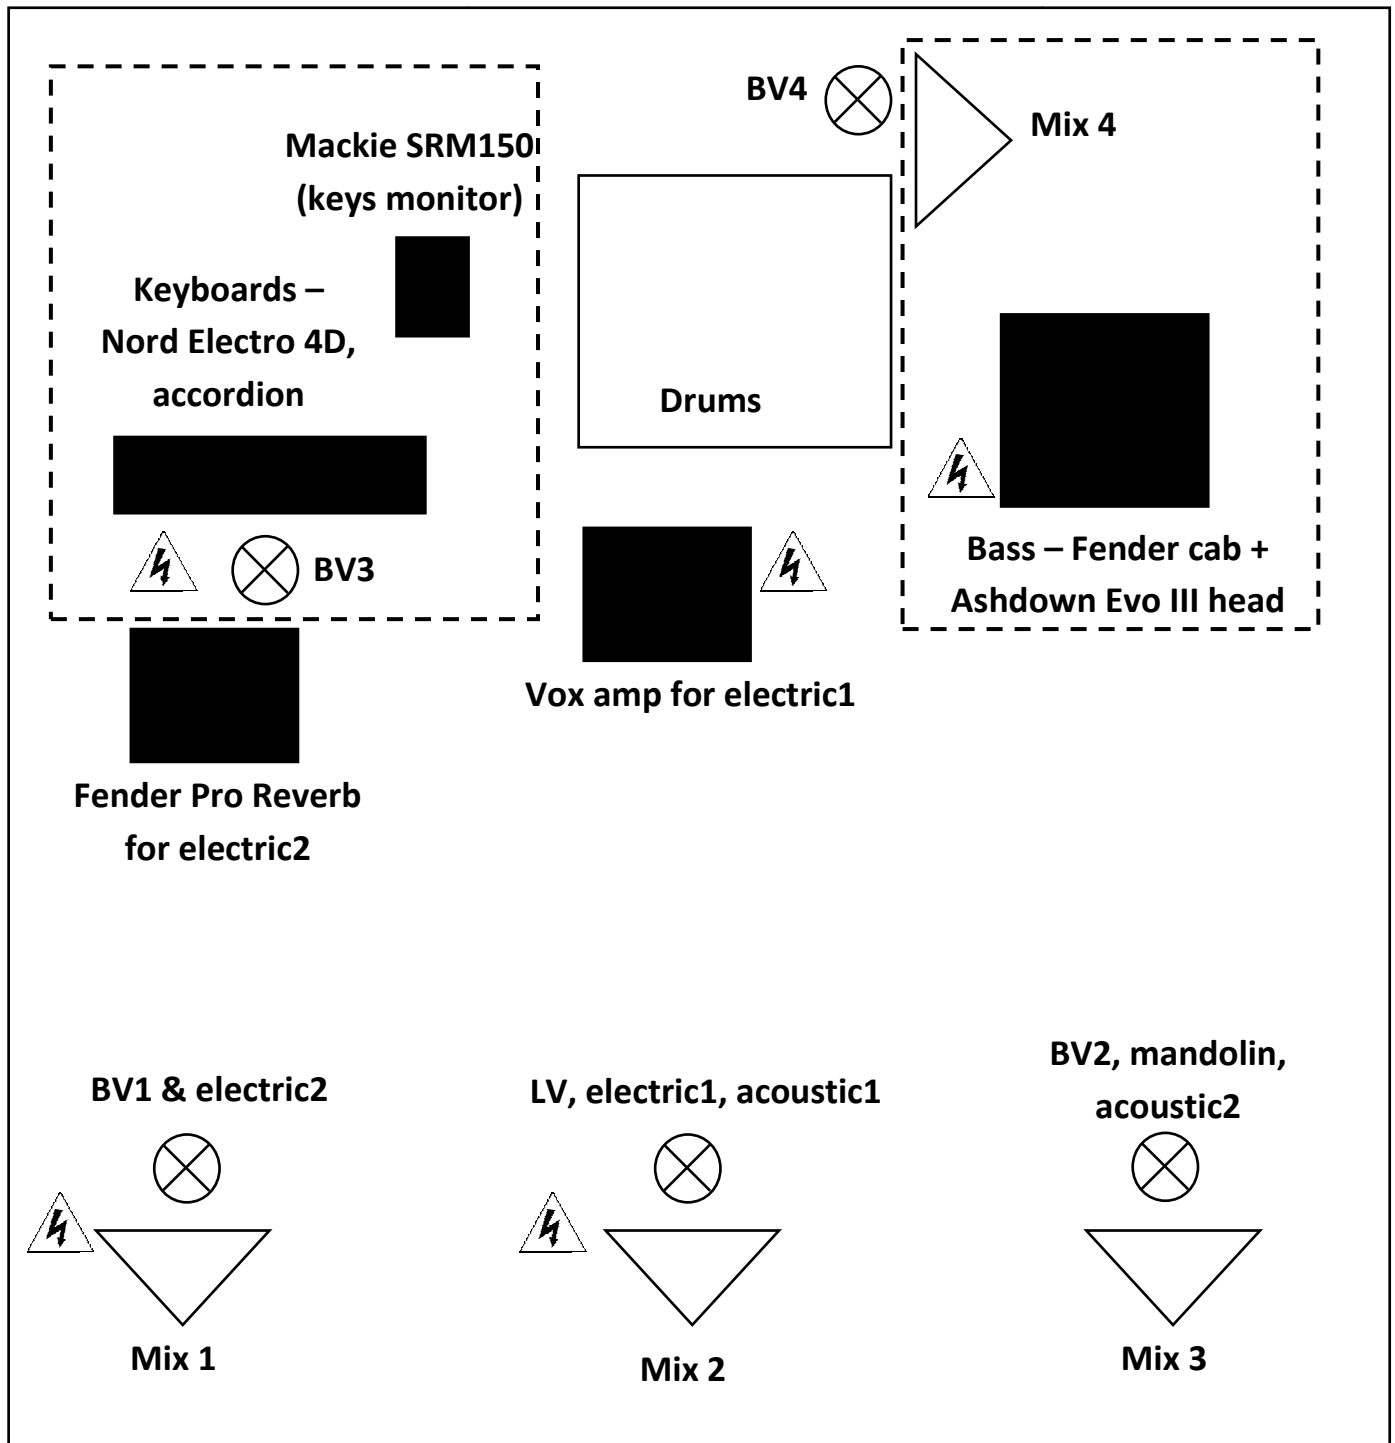 BV4
Mix 4
Mackie SRM150
(keys monitor)
Keyboards –
Nord Electro 4D,
accordion
Drums
BV3
Bass – Fender cab +
Ashdown Evo III head
Vox amp for electric1
Fender Pro Reverb
for electric2
BV1 & electric2
LV, electric1, acoustic1
BV2, mandolin,
acoustic2
Mix 1
Mix 2
Mix 3